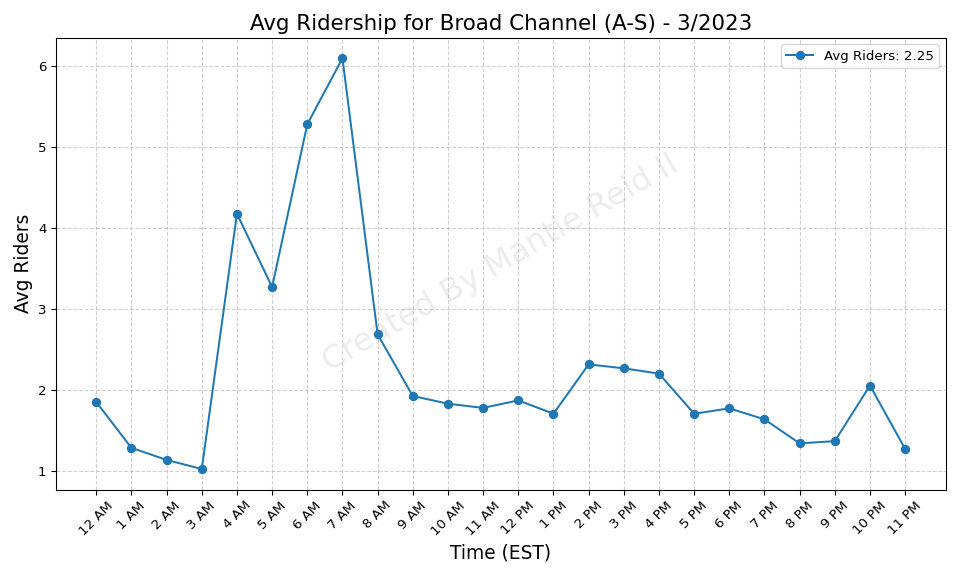 Avg Ridership for Broad Channel (A-S) - 3/2023
Avg Riders: 2.25
Avg Riders
6
5
4
3
2
1
Created By Mantle Reid II
12 AM
1 AM
2 AM
3 AM
4 AM
5 AM
6 AM
7 AM
8 AM
9 AM
10 AM
11 AM
12 PM
1 PM
2 PM
3 PM
4 PM
5 PM
6 PM
7 PM
8 PM
9 PM
10 PM
11 PM
Time (EST)